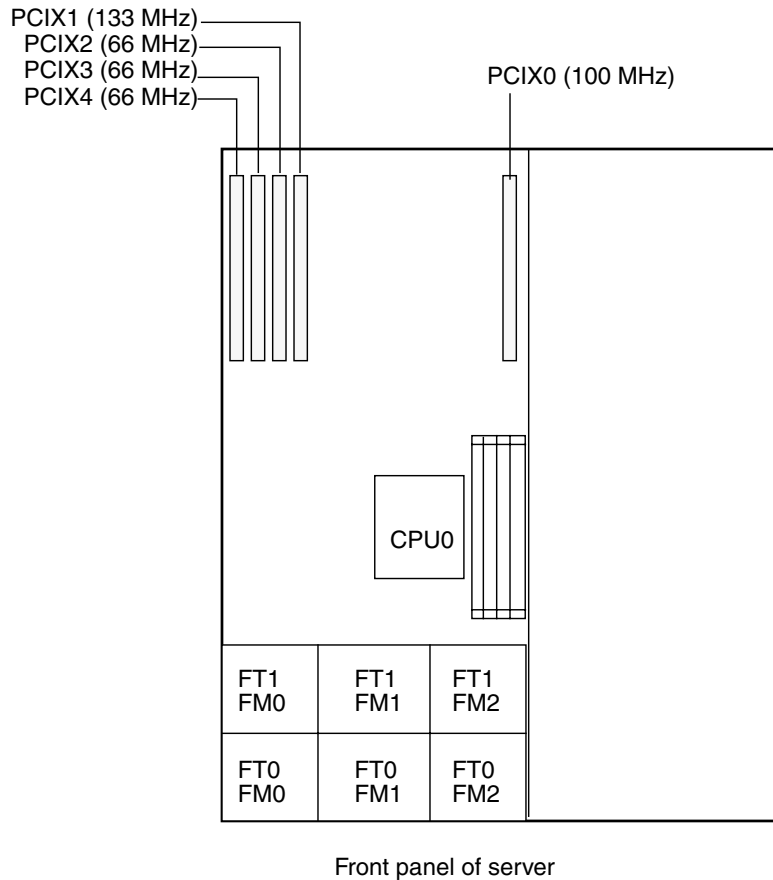 PCIX1 (133 MHz)
PCIX2 (66 MHz)
PCIX3 (66 MHz)
PCIX4 (66 MHz)
PCIX0 (100 MHz)
CPU0
FT1
FM0
FT1
FM1
FT1
FM2
FT0
FM0
FT0
FM1
FT0
FM2
Front panel of server